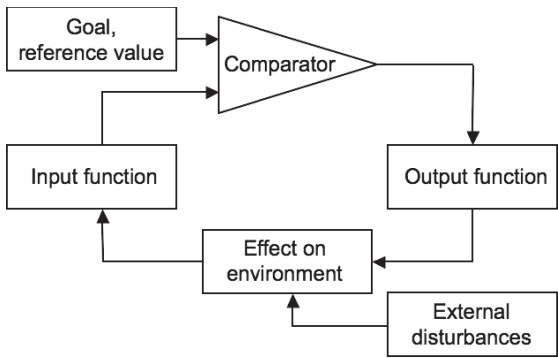 Goal,
reference value
Comparator
Input function
Output function
Effect on
environment
External
disturbances